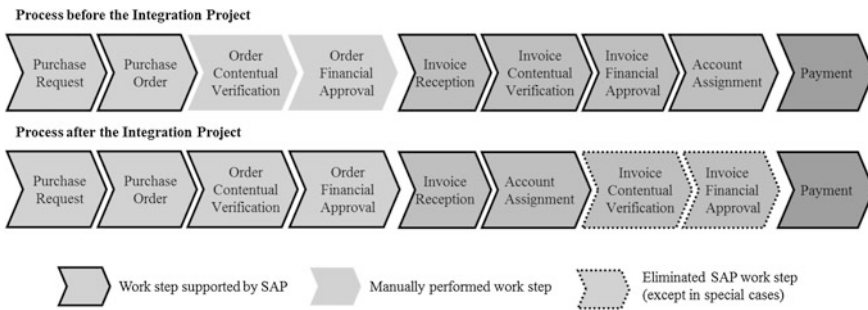 Process before the Integration Project
Purchase Request
Purchase Order
Order Contentual Verification
Order Financial Approval
Invoice Reception
Invoice Contentual Verification
Invoice Financial Approval
Account Assignment
Payment
Process after the Integration Project
Purchase Request
Purchase Order
Order Contentual Verification
Order Financial Approval
Invoice Reception
Account Assignment
Invoice Contentual Verification
Invoice Financial Approval
Payment
Work step supported by SAP
Manually performed work step
Eliminated SAP work step
(except in special cases)